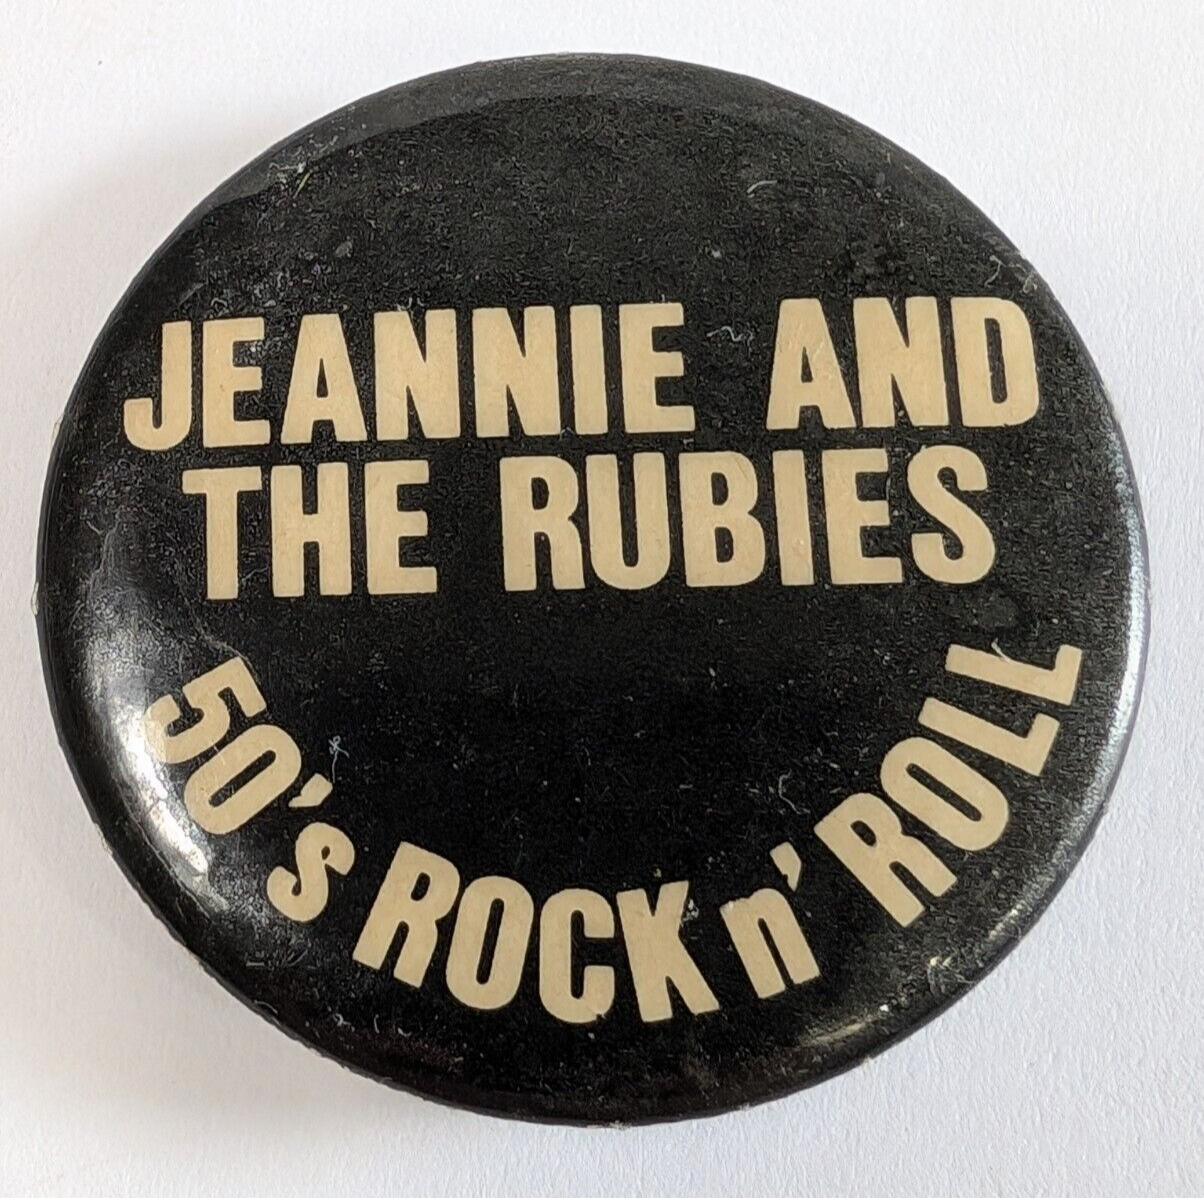 JEANNIE AND
THE RUBIES
50's ROCK n' ROLL